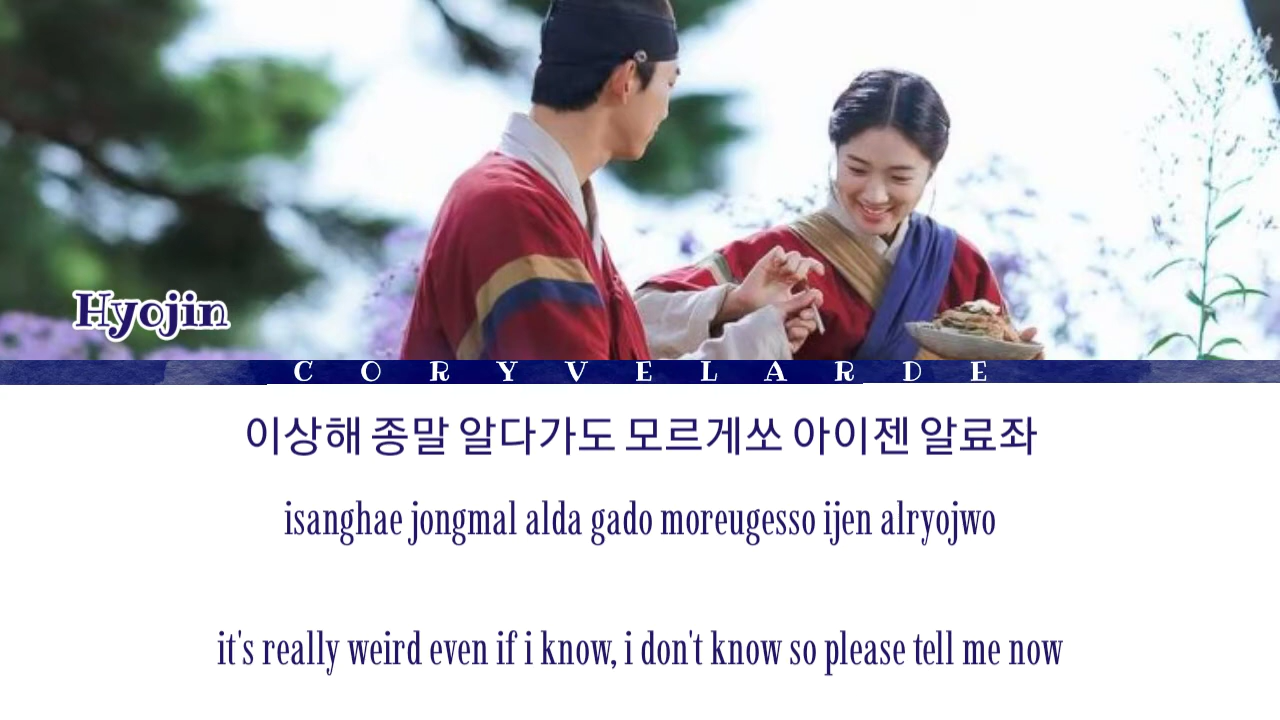 Hyojin
CORYVELARDE
이상해 종말 알다가도 모르게쏘 아이젠 알료좌
isanghae jongmal alda gado moreugesso ijen alryojwo
it's really weird even if i know, i don't know so please tell me now